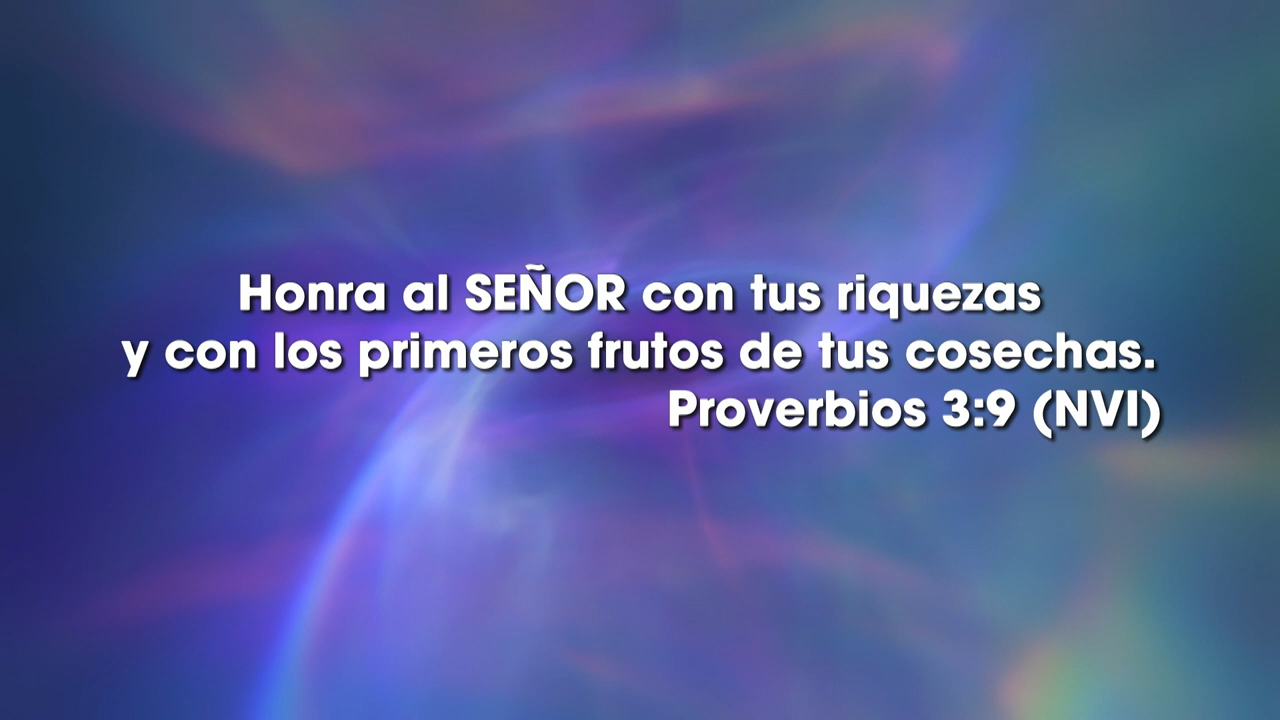 Honra al SEÑOR con tus riquezas
y con los primeros frutos de tus cosechas.
Proverbios 3:9 (NVI)